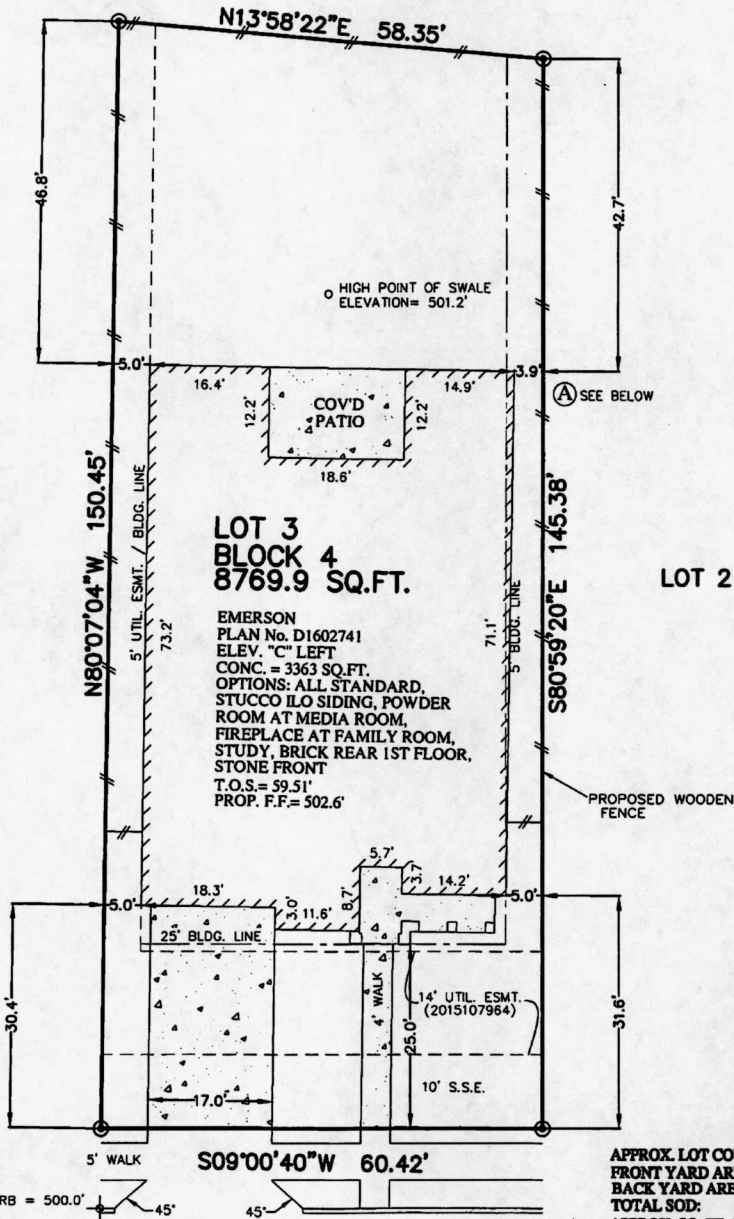 N13°58'22"E 58.35'
46.8'
42.7'
HIGH POINT OF SWALE
ELEVATION= 501.2'
5.0'
3.9'
16.4'
14.9'
12.2'
COV'D
PATIO
12.2'
18.6'
A SEE BELOW
N80°07'04"W 150.45'
5' UTIL. ESMT. / BLDG. LINE
73.2'
LOT 3
BLOCK 4
8769.9 SQ.FT.
EMERSON
PLAN No. D1602741
ELEV. "C" LEFT
CONC. = 3363 SQ.FT.
OPTIONS: ALL STANDARD,
STUCCO ILO SIDING, POWDER
ROOM AT MEDIA ROOM,
FIREPLACE AT FAMILY ROOM,
STUDY, BRICK REAR 1ST FLOOR,
STONE FRONT
T.O.S.= 59.51'
PROP. F.F.= 502.6'
71.1'
5' BLDG. LINE
S80°59'20"E 145.38'
LOT 2
PROPOSED WOODEN
FENCE
5.7'
3.7'
14.2'
5.0'
5.0'
18.3'
3.0'
11.6'
8.7'
25' BLDG. LINE
30.4'
4' WALK
25.0'
14' UTIL. ESMT.
(2015107964)
31.6'
10' S.S.E.
17.0'
5' WALK
S09°00'40"W 60.42'
RB = 500.0'
45°
45°
APPROX. LOT CO
FRONT YARD AR
BACK YARD ARE
TOTAL SOD: